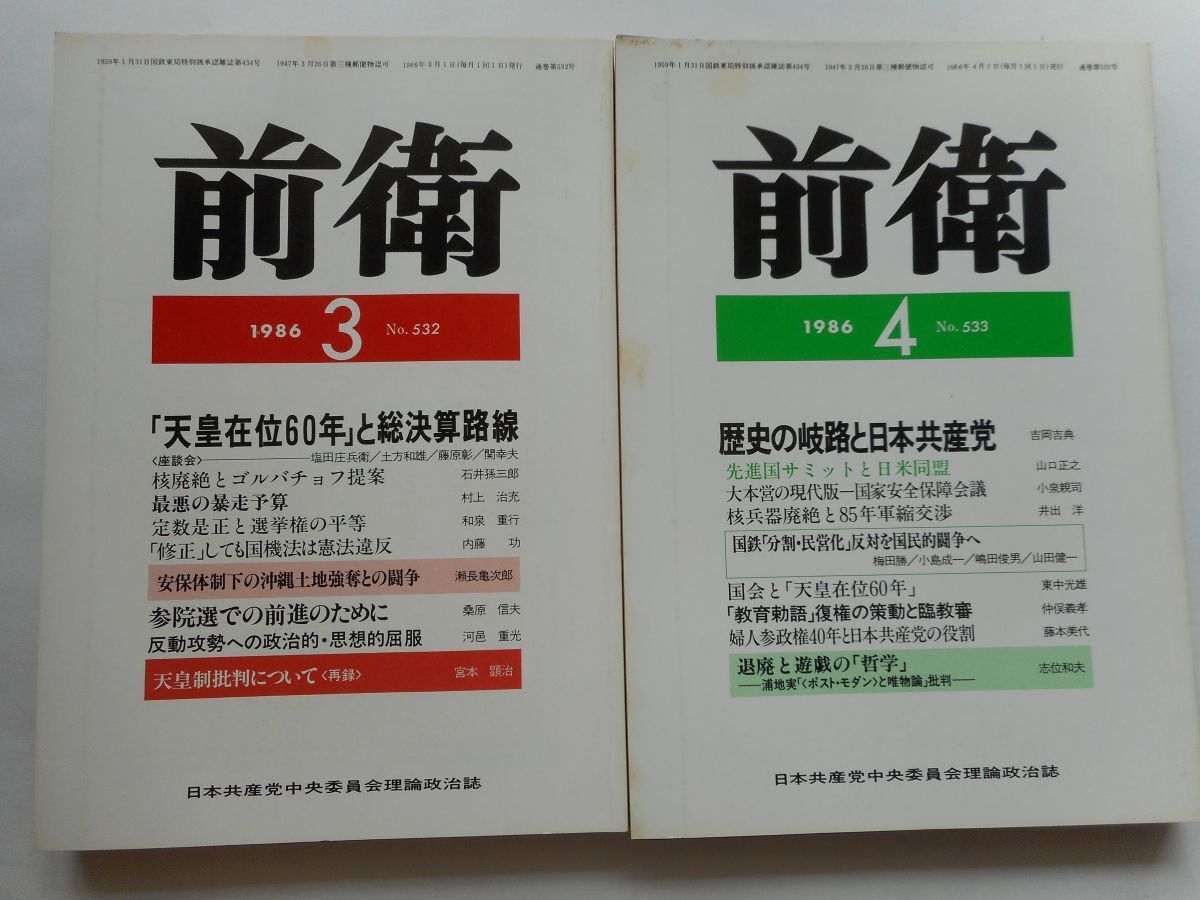 1959年1月31日国鉄東局特別扱承認雑誌第434号 1947年3月26日第三種郵便物認可 1986年3月1日(毎月1回1日)発行 通巻第532号
前衛
1986 3 No. 532
「天皇在位60年」と総決算路線
〈座談会〉――塩田庄兵衛／土方和雄／藤原彰／関幸夫
核廃絶とゴルバチョフ提案 石井孫三郎
最悪の暴走予算 村上 治充
定数是正と選挙権の平等 和泉 重行
「修正」しても国機法は憲法違反 内藤 功
安保体制下の沖縄土地強奪との闘争 瀬長亀次郎
参院選での前進のために 桑原 信夫
反動攻勢への政治的・思想的屈服 河邑 重光
天皇制批判について〈再録〉 宮本 顕治
日本共産党中央委員会理論政治誌
1959年1月31日国鉄東局特別扱承認雑誌第434号 1947年3月26日第三種郵便物認可 1986年4月1日(毎月1回1日)発行 通巻第533号
前衛
1986 4 No. 533
歴史の岐路と日本共産党 吉岡吉典
先進国サミットと日米同盟 山口正之
大本営の現代版―国家安全保障会議 小泉親司
核兵器廃絶と85年軍縮交渉 井出 洋
国鉄「分割・民営化」反対を国民的闘争へ
梅田勝／小島成一／嶋田俊男／山田健一
国会と「天皇在位60年」 東中光雄
「教育勅語」復権の策動と臨教審 仲俣義孝
婦人参政権40年と日本共産党の役割 藤本美代
退廃と遊戯の「哲学」 志位和夫
――浦地実「〈ポスト・モダン〉と唯物論」批判――
日本共産党中央委員会理論政治誌